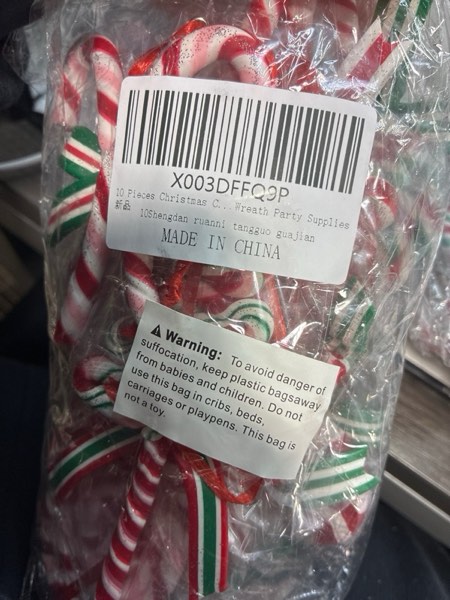 X003DFFQ9P
10 Pieces Christmas C... Wreath Party Supplies
新品
10Shengdan ruanni tangguo guajian
MADE IN CHINA
⚠ Warning: To avoid danger of
suffocation, keep plastic bagsaway
from babies and children. Do not
use this bag in cribs, beds,
carriages or playpens. This bag is
not a toy.